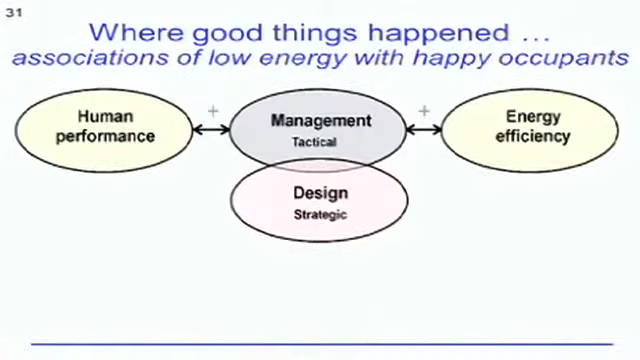 31
Where good things happened ...
associations of low energy with happy occupants
Human
performance
+
Management
Tactical
+
Energy
efficiency
Design
Strategic